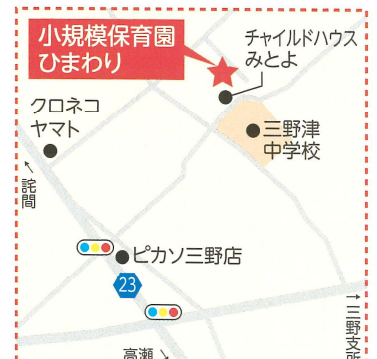 小規模保育園
ひまわり
チャイルドハウス
みとよ
クロネコ
ヤマト
三野津
中学校
↖詫間
ピカソ三野店
23
↑三野支所
高瀬↘